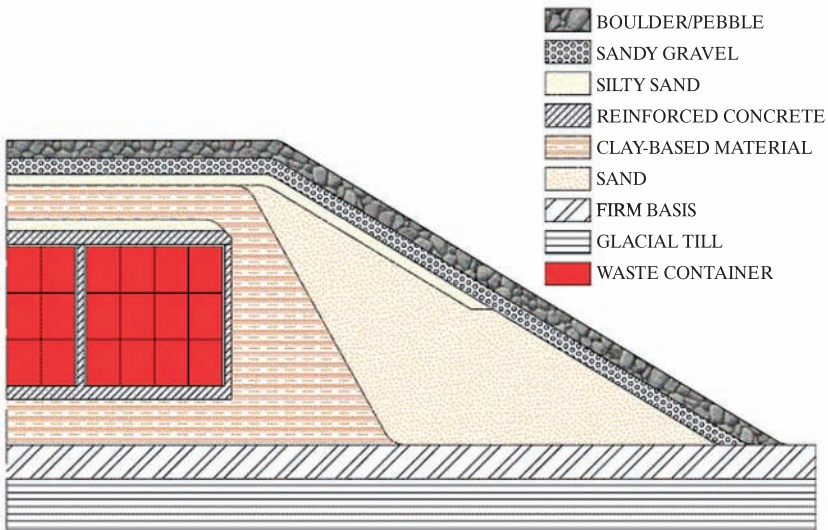 BOULDER/PEBBLE
SANDY GRAVEL
SILTY SAND
REINFORCED CONCRETE
CLAY-BASED MATERIAL
SAND
FIRM BASIS
GLACIAL TILL
WASTE CONTAINER